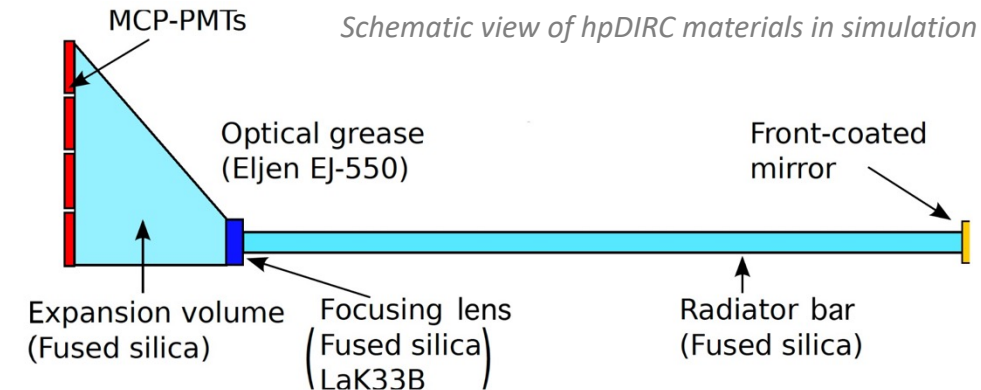 MCP-PMTs
Schematic view of hpDIRC materials in simulation
Optical grease
(Eljen EJ-550)
Front-coated
mirror
Expansion volume
(Fused silica)
Focusing lens
(Fused silica)
LaK33B
Radiator bar
(Fused silica)